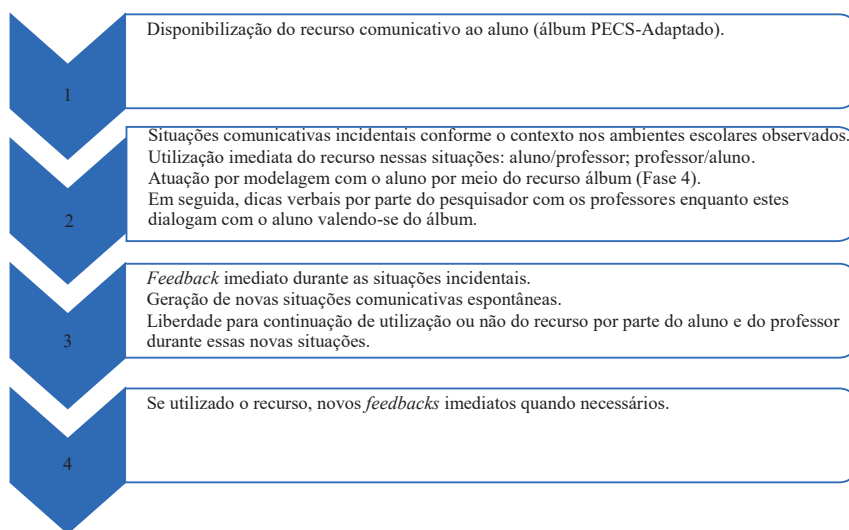 Disponibilização do recurso comunicativo ao aluno (álbum PECS-Adaptado).
1
Situações comunicativas incidentais conforme o contexto nos ambientes escolares observados.
Utilização imediata do recurso nessas situações: aluno/professor; professor/aluno.
Atuação por modelagem com o aluno por meio do recurso álbum (Fase 4).
Em seguida, dicas verbais por parte do pesquisador com os professores enquanto estes
dialogam com o aluno valendo-se do álbum.
2
Feedback imediato durante as situações incidentais.
Geração de novas situações comunicativas espontâneas.
Liberdade para continuação de utilização ou não do recurso por parte do aluno e do professor
durante essas novas situações.
3
Se utilizado o recurso, novos feedbacks imediatos quando necessários.
4